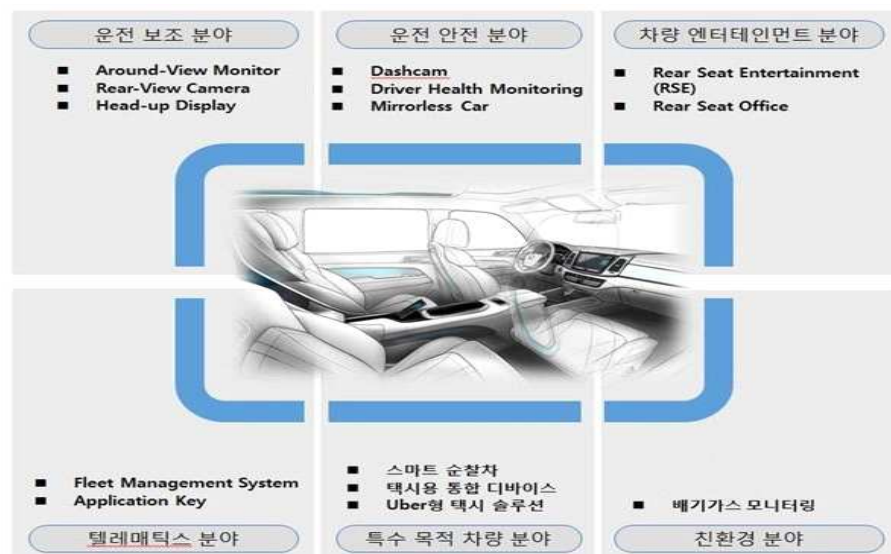 운전 보조 분야
■ Around-View Monitor
■ Rear-View Camera
■ Head-up Display
운전 안전 분야
■ Dashcam
■ Driver Health Monitoring
■ Mirrorless Car
차량 엔터테인먼트 분야
■ Rear Seat Entertainment
(RSE)
■ Rear Seat Office
■ Fleet Management System
■ Application Key
텔레매틱스 분야
■ 스마트 순찰차
■ 택시용 통합 디바이스
■ Uber형 택시 솔루션
특수 목적 차량 분야
■ 배기가스 모니터링
친환경 분야